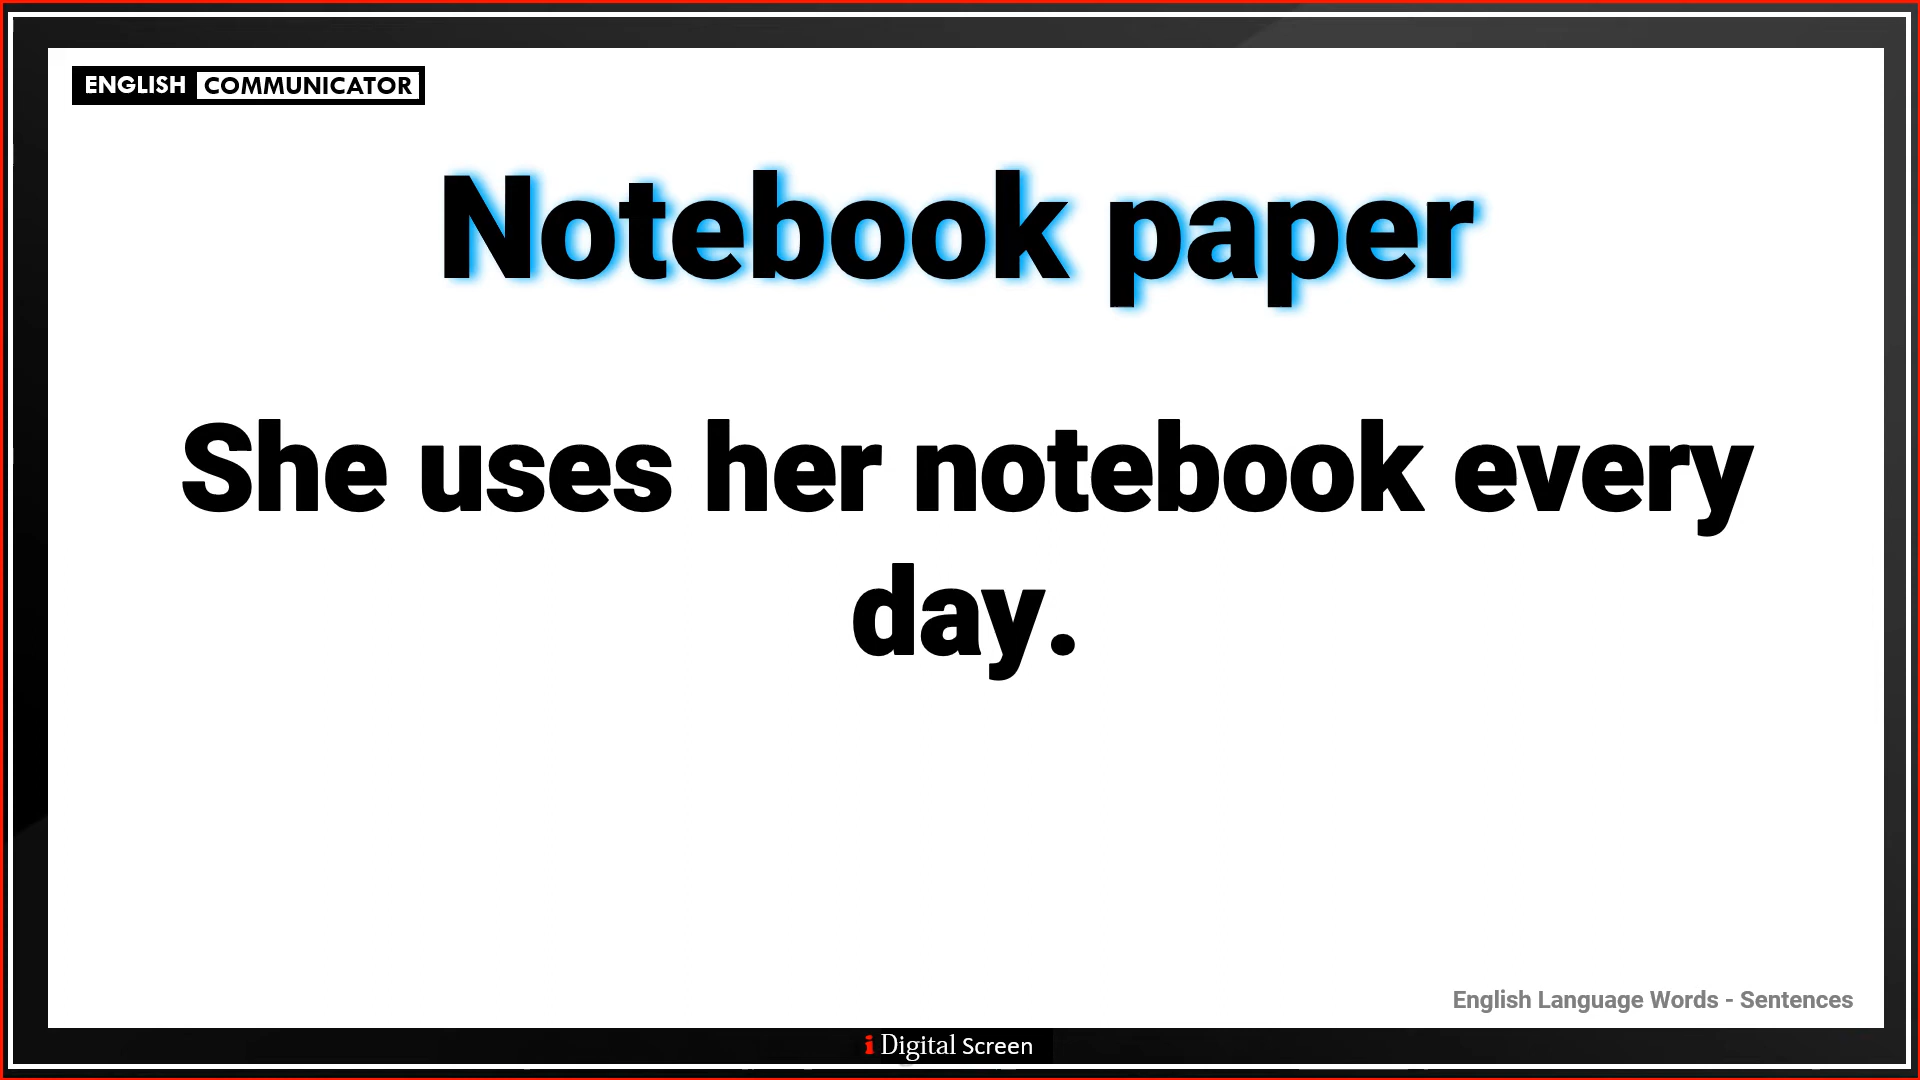 ENGLISH COMMUNICATOR
Notebook paper
She uses her notebook every
day.
English Language Words - Sentences
i Digital Screen